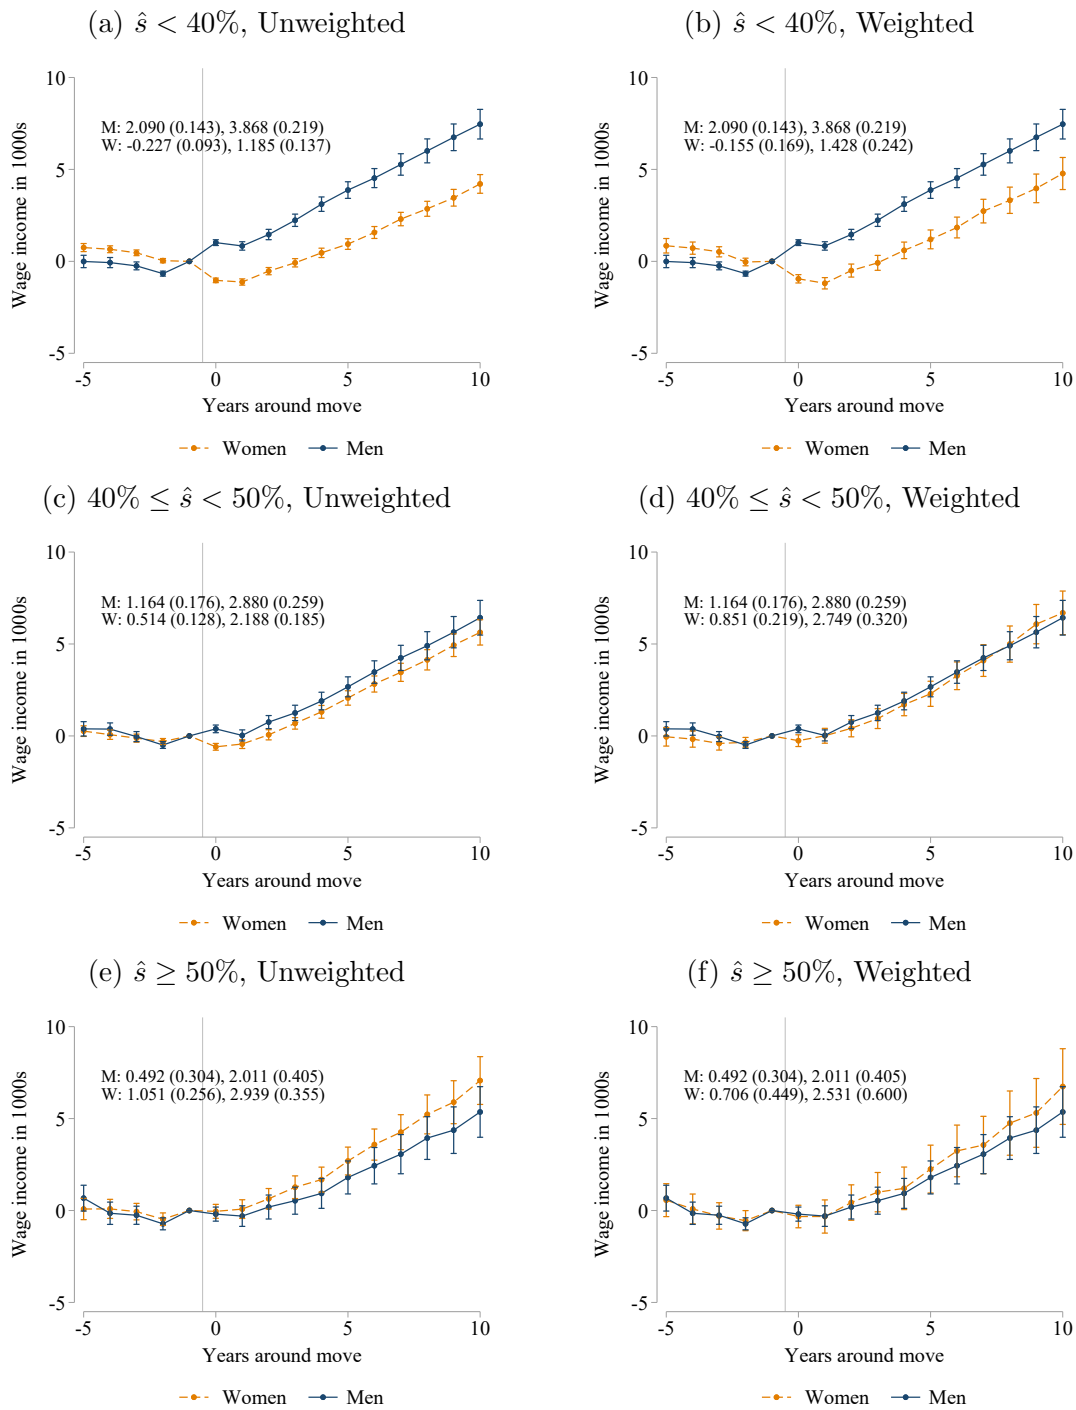 (a) ŝ < 40%, Unweighted
10
5
0
-5
Wage income in 1000s
M: 2.090 (0.143), 3.868 (0.219)
W: -0.227 (0.093), 1.185 (0.137)
-5 0 5 10
Years around move
Women Men
(b) ŝ < 40%, Weighted
10
5
0
-5
Wage income in 1000s
M: 2.090 (0.143), 3.868 (0.219)
W: -0.155 (0.169), 1.428 (0.242)
-5 0 5 10
Years around move
Women Men
(c) 40% ≤ ŝ < 50%, Unweighted
10
5
0
-5
Wage income in 1000s
M: 1.164 (0.176), 2.880 (0.259)
W: 0.514 (0.128), 2.188 (0.185)
-5 0 5 10
Years around move
Women Men
(d) 40% ≤ ŝ < 50%, Weighted
10
5
0
-5
Wage income in 1000s
M: 1.164 (0.176), 2.880 (0.259)
W: 0.851 (0.219), 2.749 (0.320)
-5 0 5 10
Years around move
Women Men
(e) ŝ ≥ 50%, Unweighted
10
5
0
-5
Wage income in 1000s
M: 0.492 (0.304), 2.011 (0.405)
W: 1.051 (0.256), 2.939 (0.355)
-5 0 5 10
Years around move
Women Men
(f) ŝ ≥ 50%, Weighted
10
5
0
-5
Wage income in 1000s
M: 0.492 (0.304), 2.011 (0.405)
W: 0.706 (0.449), 2.531 (0.600)
-5 0 5 10
Years around move
Women Men